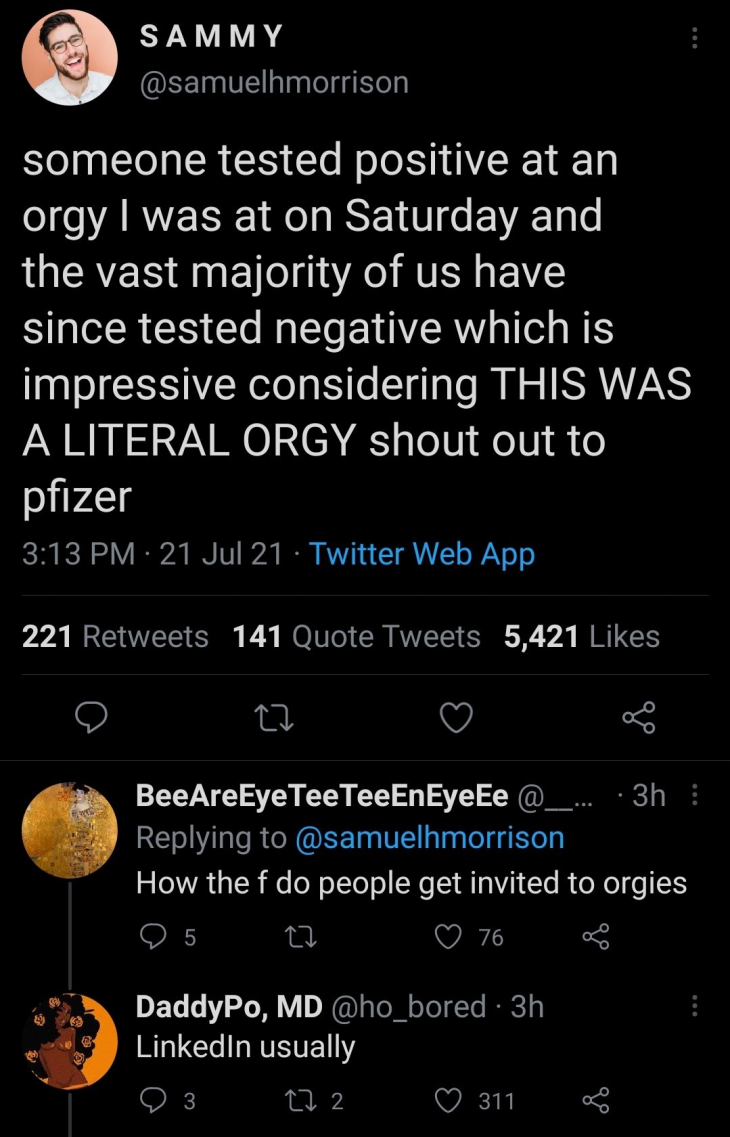 SAMMY
@samuelhmorrison
someone tested positive at an
orgy I was at on Saturday and
the vast majority of us have
since tested negative which is
impressive considering THIS WAS
A LITERAL ORGY shout out to
pfizer
3:13 PM · 21 Jul 21 · Twitter Web App
221 Retweets 141 Quote Tweets 5,421 Likes
BeeAreEyeTeeTeeEnEyeEe @__... · 3h
Replying to @samuelhmorrison
How the f do people get invited to orgies
5 76
DaddyPo, MD @ho_bored · 3h
LinkedIn usually
3 2 311